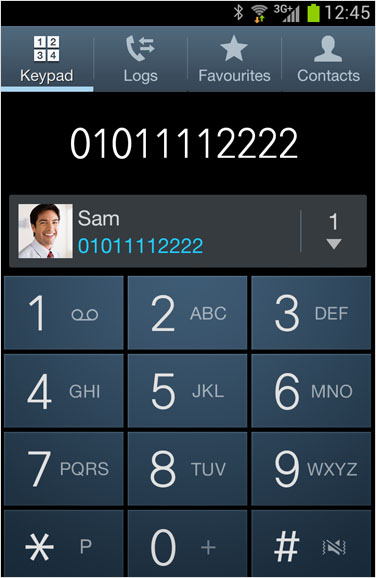 3G+ 12:45
1 2
3 4
Keypad Logs Favourites Contacts
01011112222
Sam 1
01011112222
1 2 ABC 3 DEF
4 GHI 5 JKL 6 MNO
7 PQRS 8 TUV 9 WXYZ
* P 0 + #